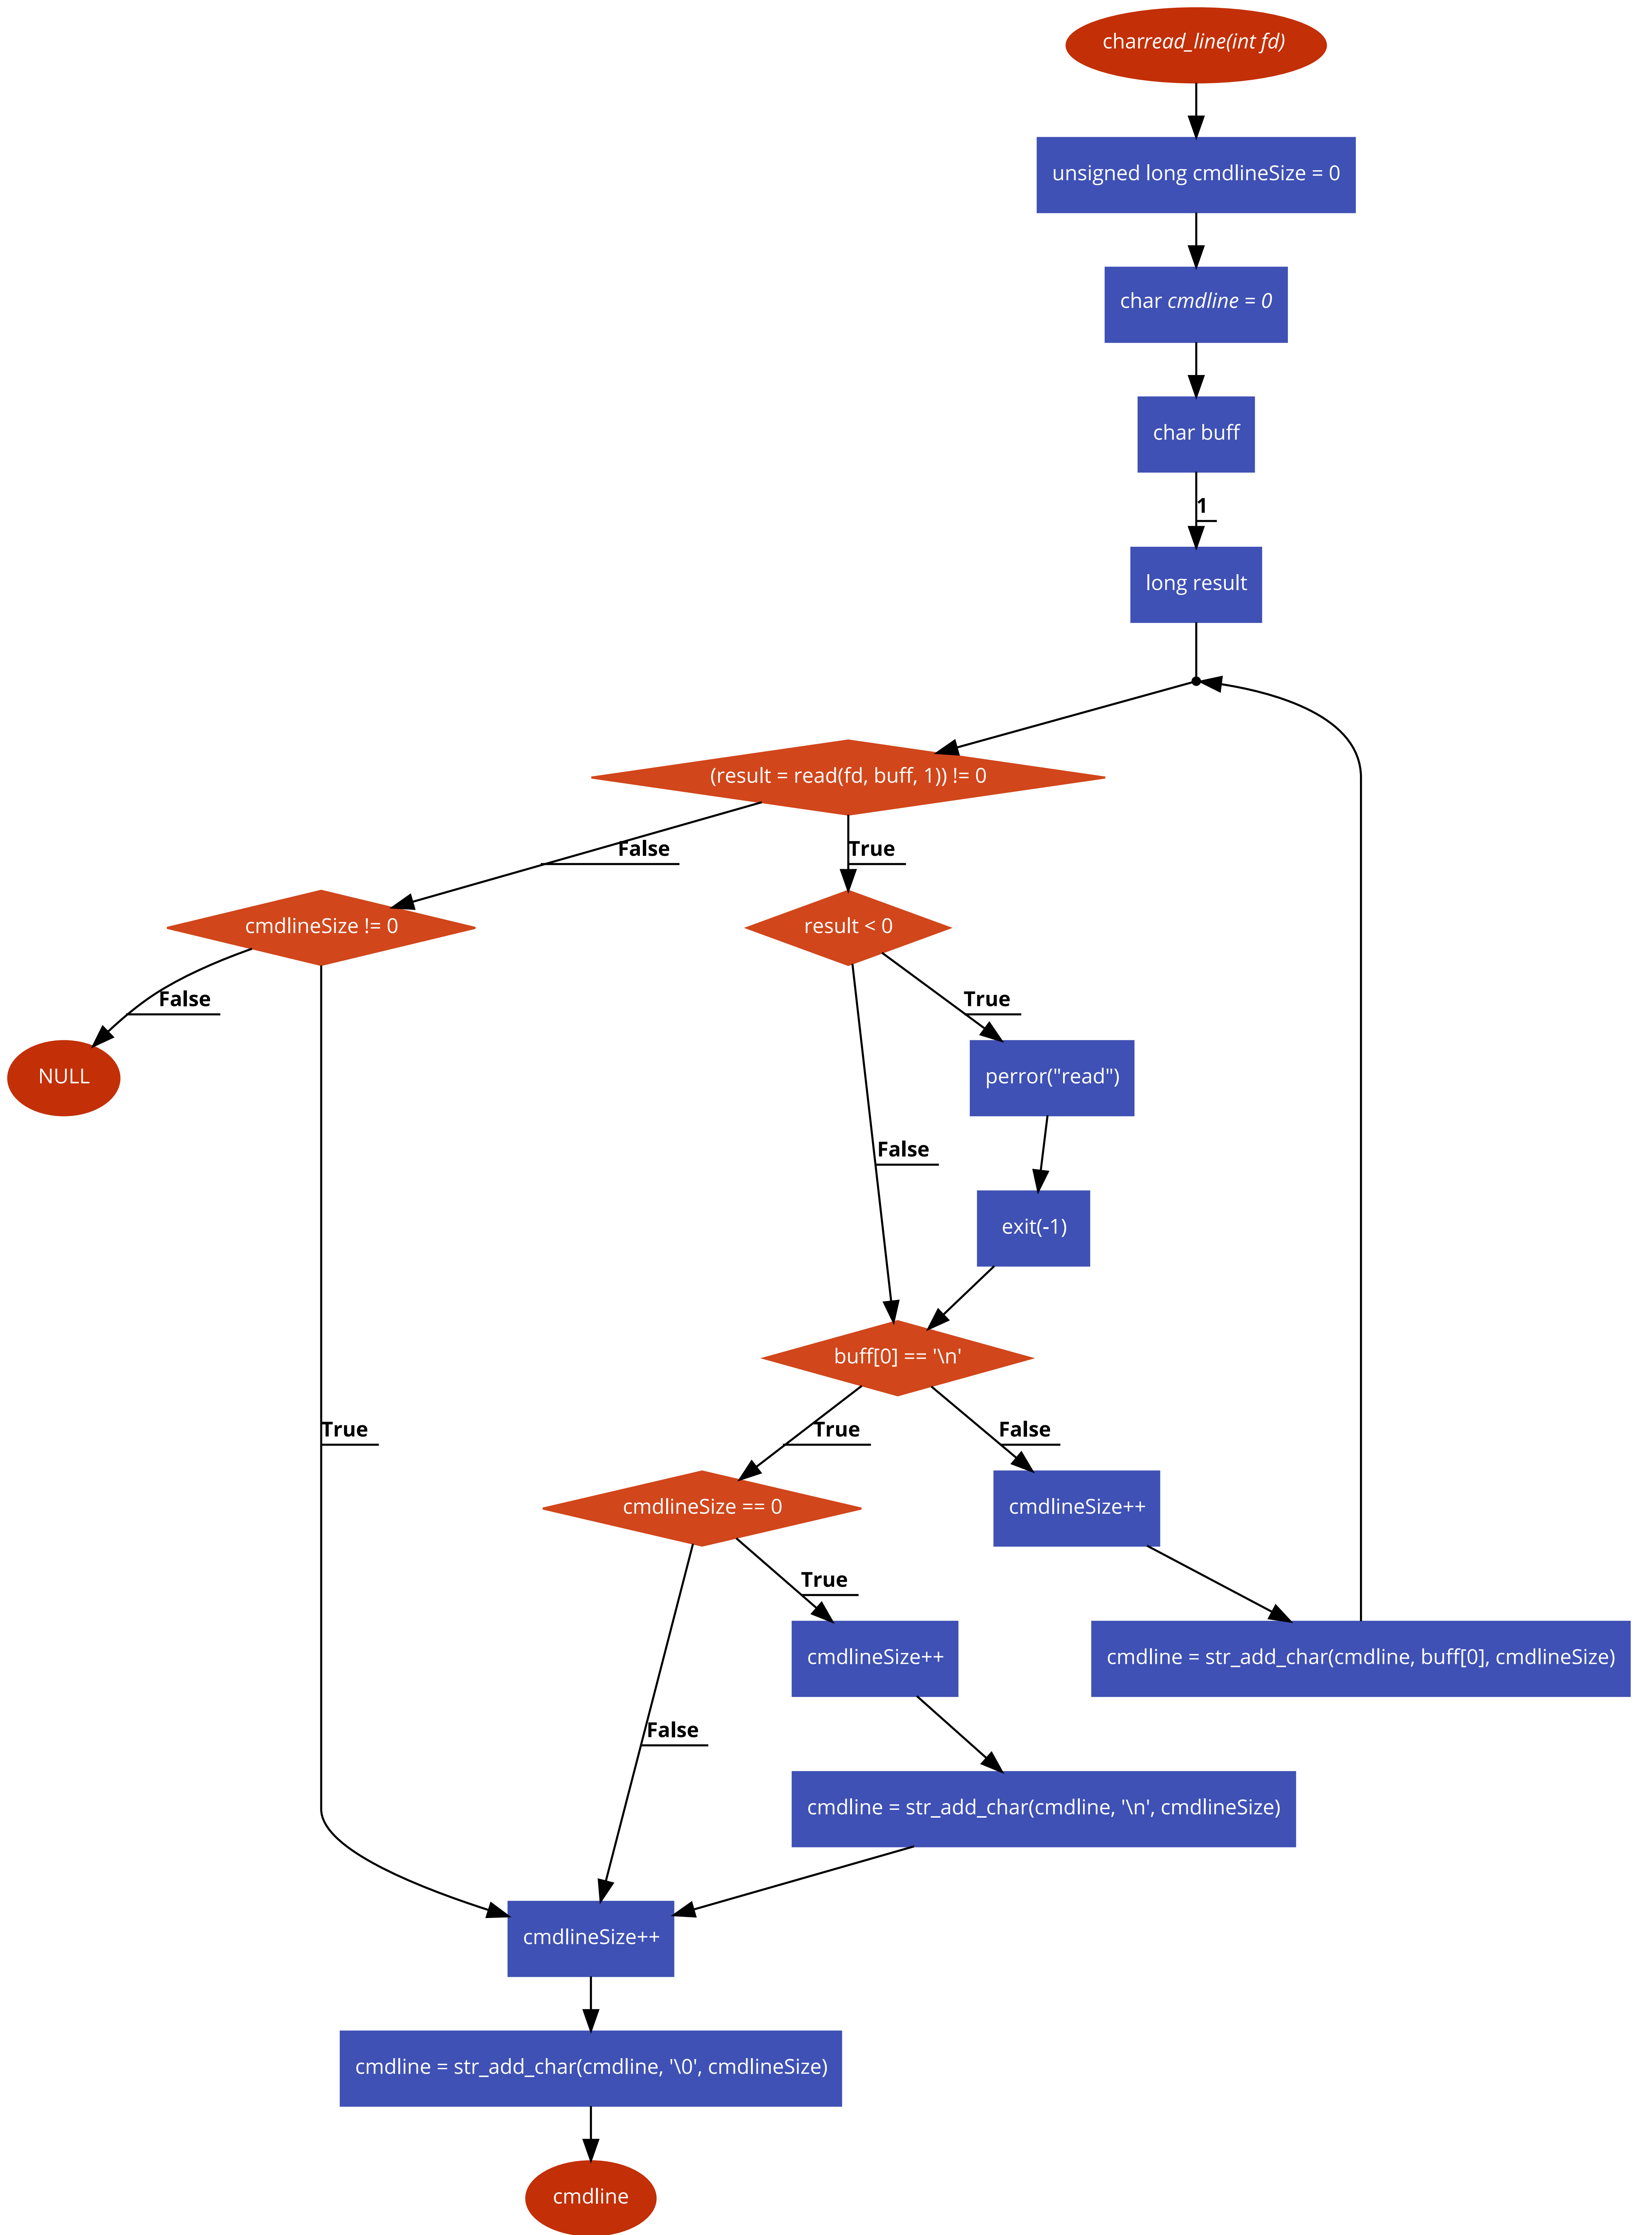 charread_line(int fd)
unsigned long cmdlineSize = 0
char cmdline = 0
char buff
1
long result
(result = read(fd, buff, 1)) != 0
False
True
cmdlineSize != 0
result < 0
False
True
NULL
perror("read")
False
exit(-1)
buff[0] == '\n'
True
True
False
cmdlineSize == 0
cmdlineSize++
True
cmdlineSize++
cmdline = str_add_char(cmdline, buff[0], cmdlineSize)
False
cmdline = str_add_char(cmdline, '\n', cmdlineSize)
cmdlineSize++
cmdline = str_add_char(cmdline, '\0', cmdlineSize)
cmdline